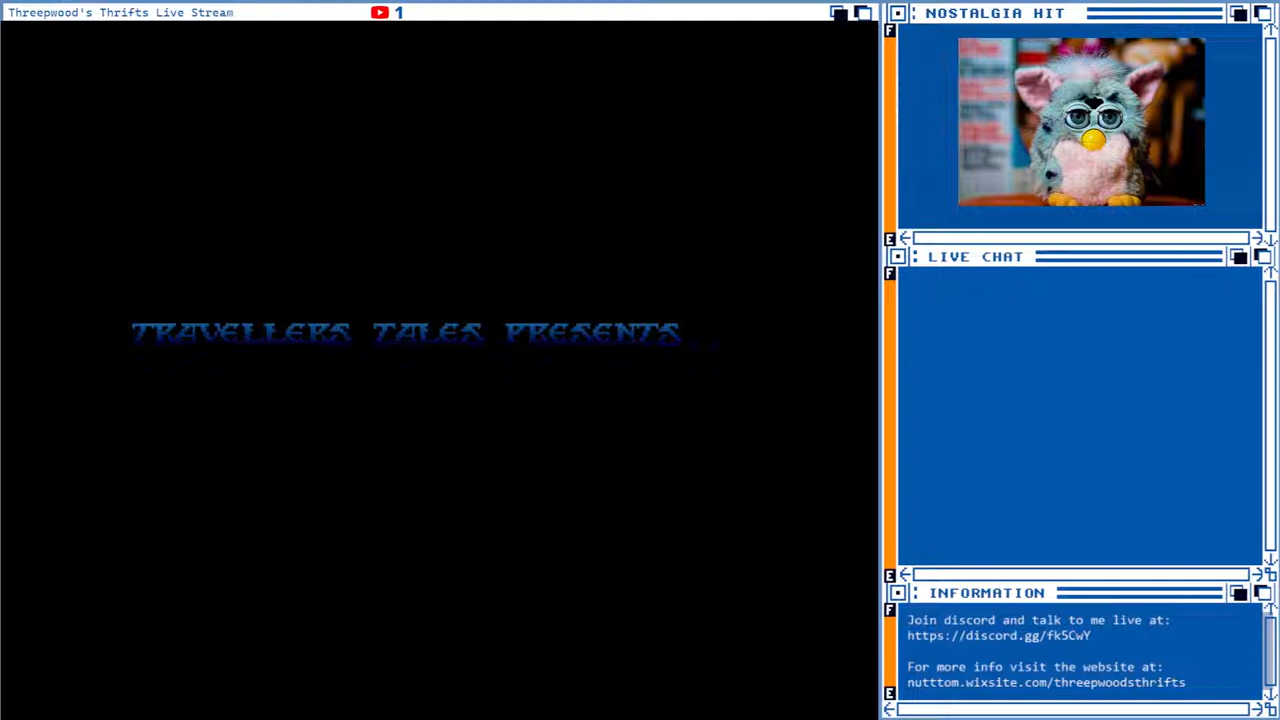 Threepwood's Thrifts Live Stream
1
TRAVELLERS TALES PRESENTS...
NOSTALGIA HIT
F
E
LIVE CHAT
F
E
INFORMATION
F
Join discord and talk to me live at:
https://discord.gg/fk5CwY
For more info visit the website at:
nutttom.wixsite.com/threepwoodsthrifts
E